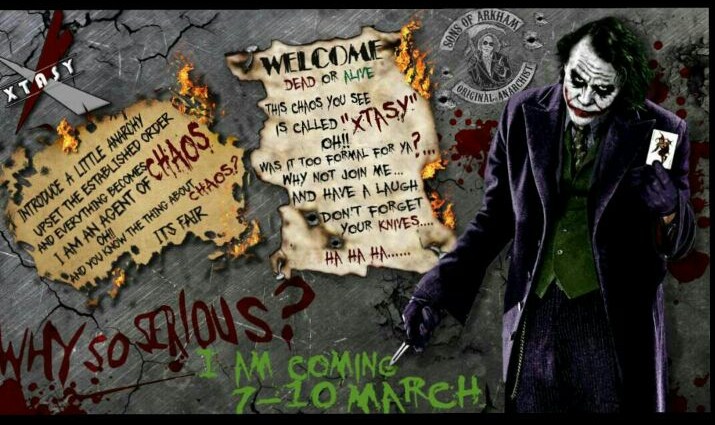 XTASY
INTRODUCE A LITTLE ANARCHY
UPSET THE ESTABLISHED ORDER
AND EVERYTHING BECOMES CHAOS
I AM AN AGENT OF CHAOS
OH!!
AND YOU KNOW THE THING ABOUT CHAOS?
ITS FAIR
WELCOME
DEAD OR ALIVE
THIS CHAOS YOU SEE
IS CALLED "XTASY"
OH!!
WAS IT TOO FORMAL FOR YA?...
WHY NOT JOIN ME...
AND HAVE A LAUGH
DON'T FORGET
YOUR KNIVES....
HA HA HA......
SONS OF ARKHAM
ORIGINAL ANARCHIST
WHY SO SERIOUS?
I AM COMING
7-10 MARCH